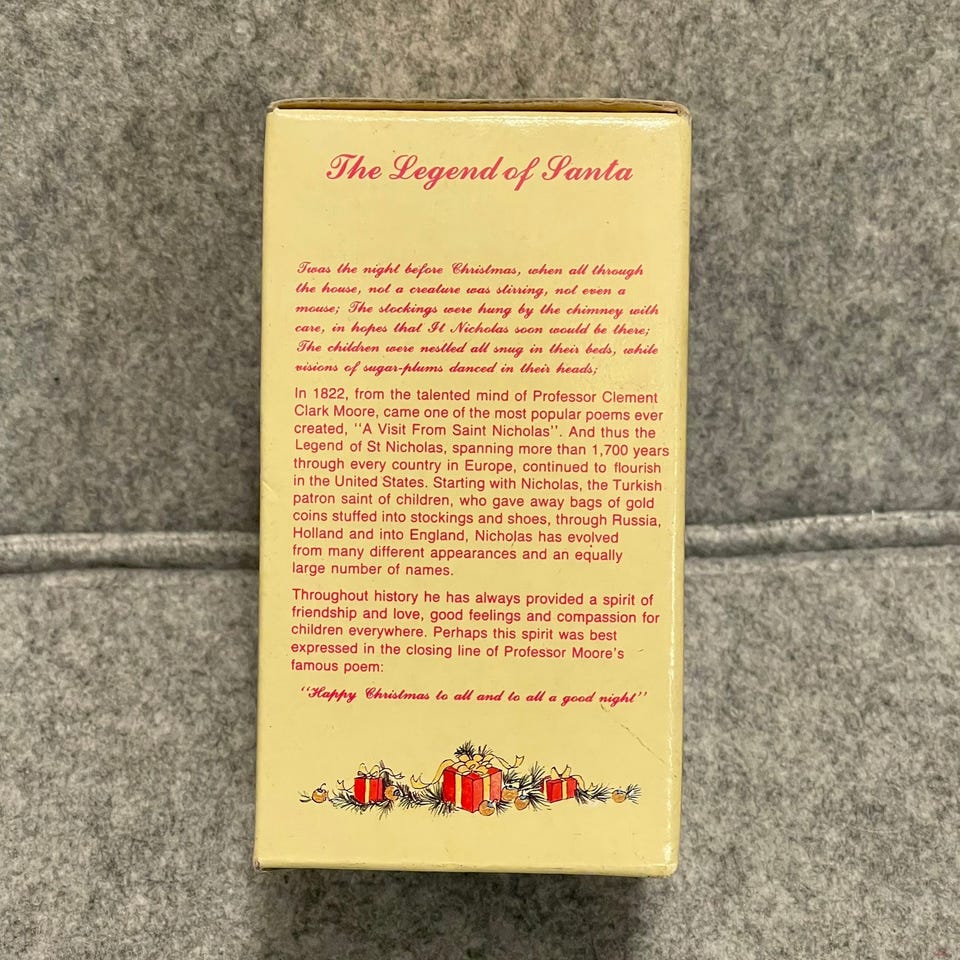 The Legend of Santa
Twas the night before Christmas, when all through
the house, not a creature was stirring, not even a
mouse; The stockings were hung by the chimney with
care, in hopes that St Nicholas soon would be there;
The children were nestled all snug in their beds, while
visions of sugar-plums danced in their heads;
In 1822, from the talented mind of Professor Clement
Clark Moore, came one of the most popular poems ever
created, ''A Visit From Saint Nicholas''. And thus the
Legend of St Nicholas, spanning more than 1,700 years
through every country in Europe, continued to flourish
in the United States. Starting with Nicholas, the Turkish
patron saint of children, who gave away bags of gold
coins stuffed into stockings and shoes, through Russia,
Holland and into England, Nicholas has evolved
from many different appearances and an equally
large number of names.
Throughout history he has always provided a spirit of
friendship and love, good feelings and compassion for
children everywhere. Perhaps this spirit was best
expressed in the closing line of Professor Moore's
famous poem:
''Happy Christmas to all and to all a good night''